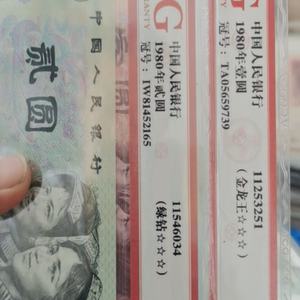 中国人民银行
贰圆
G
RANTY
中国人民银行
1980年贰圆
冠号：IW81452165
11546034
（绿钻☆☆☆）
G
RANTY
中国人民银行
1980年壹圆
冠号：TA05659739
11253251
（金龙王☆☆☆）